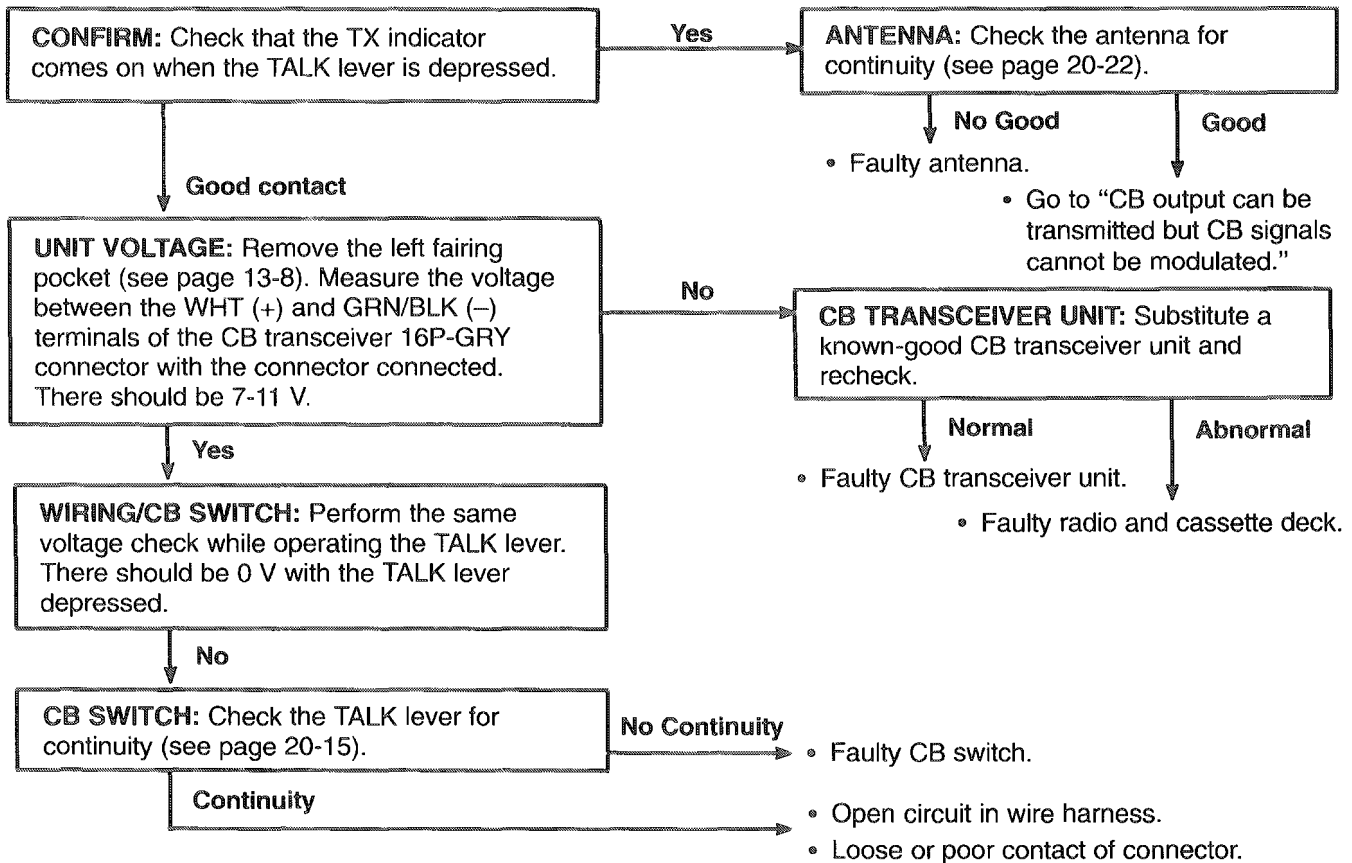 CONFIRM: Check that the TX indicator
comes on when the TALK lever is depressed.
Yes
ANTENNA: Check the antenna for
continuity (see page 20-22).
No Good
Good
• Faulty antenna.
• Go to “CB output can be
transmitted but CB signals
cannot be modulated.”
Good contact
UNIT VOLTAGE: Remove the left fairing
pocket (see page 13-8). Measure the voltage
between the WHT (+) and GRN/BLK (–)
terminals of the CB transceiver 16P-GRY
connector with the connector connected.
There should be 7-11 V.
No
CB TRANSCEIVER UNIT: Substitute a
known-good CB transceiver unit and
recheck.
Normal
Abnormal
• Faulty CB transceiver unit.
• Faulty radio and cassette deck.
Yes
WIRING/CB SWITCH: Perform the same
voltage check while operating the TALK lever.
There should be 0 V with the TALK lever
depressed.
No
CB SWITCH: Check the TALK lever for
continuity (see page 20-15).
No Continuity
• Faulty CB switch.
Continuity
• Open circuit in wire harness.
• Loose or poor contact of connector.